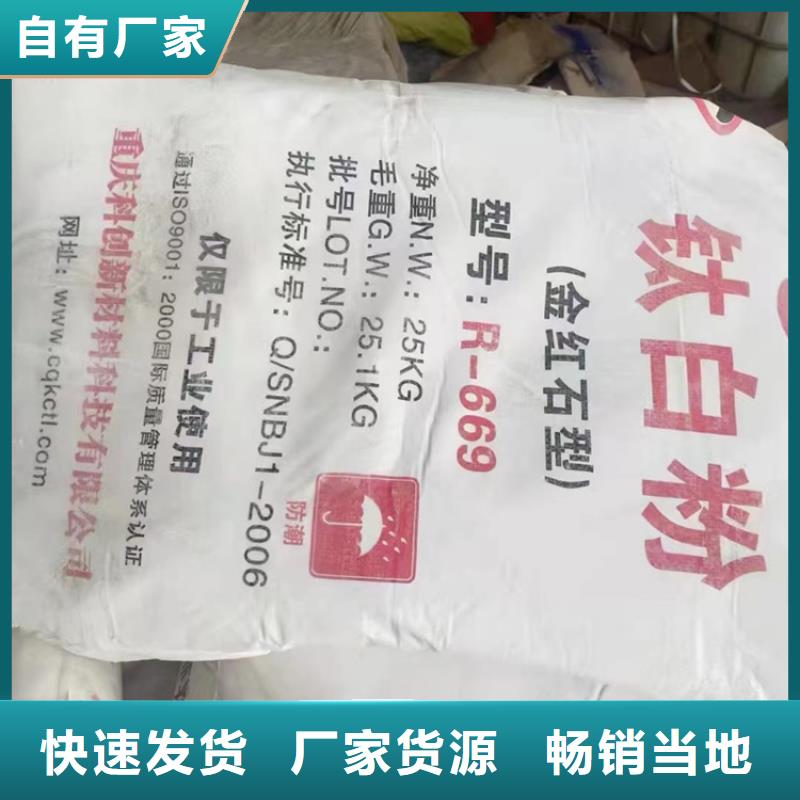 自有厂家
钛白粉
(金红石型)
型号：R-669
净重N.W.：25KG
毛重G.W.：25.1KG
批号LOT.NO.：
执行标准号：Q/SNBJ1-2006
防潮
仅限于工业使用
通过ISO9001：2000国际质量管理体系认证
重庆科创新材料科技有限公司
网址：www.cqkctl.com
快速发货 厂家货源 畅销当地